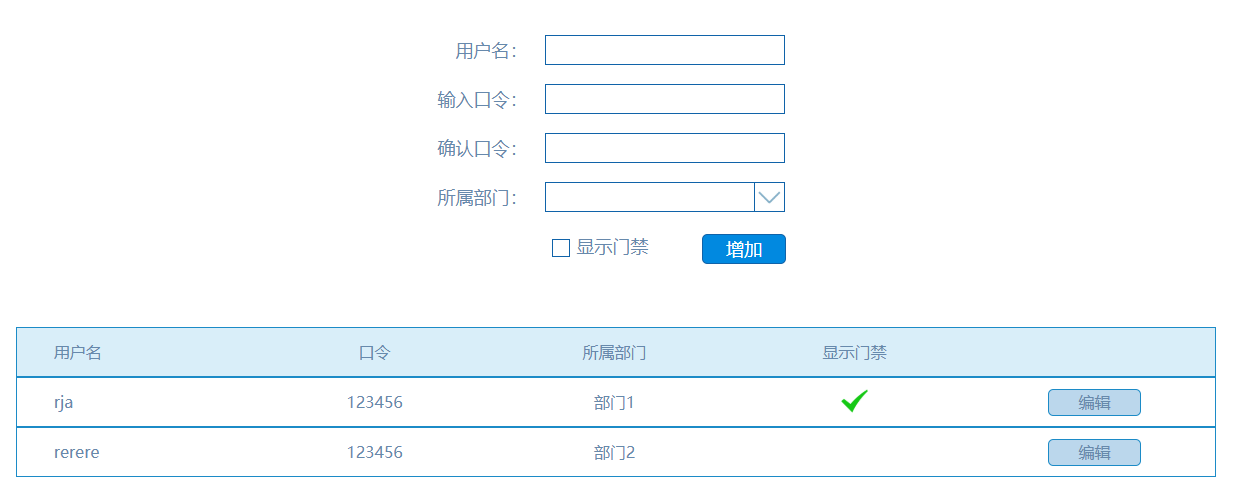 用户名：
输入口令：
确认口令：
所属部门：
显示门禁 增加
用户名 口令 所属部门 显示门禁
rja 123456 部门1 编辑
rerere 123456 部门2 编辑